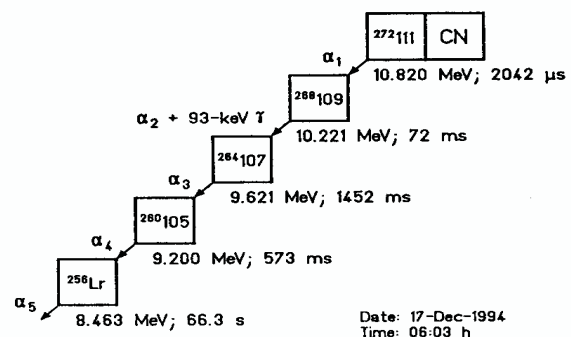 ²⁷²111 CN
α₁
10.820 MeV; 2042 μs
²⁶⁸109
α₂ + 93-keV γ
10.221 MeV; 72 ms
²⁶⁴107
α₃
9.621 MeV; 1452 ms
²⁶⁰105
α₄
9.200 MeV; 573 ms
²⁵⁶Lr
α₅
8.463 MeV; 66.3 s
Date: 17-Dec-1994
Time: 06:03 h